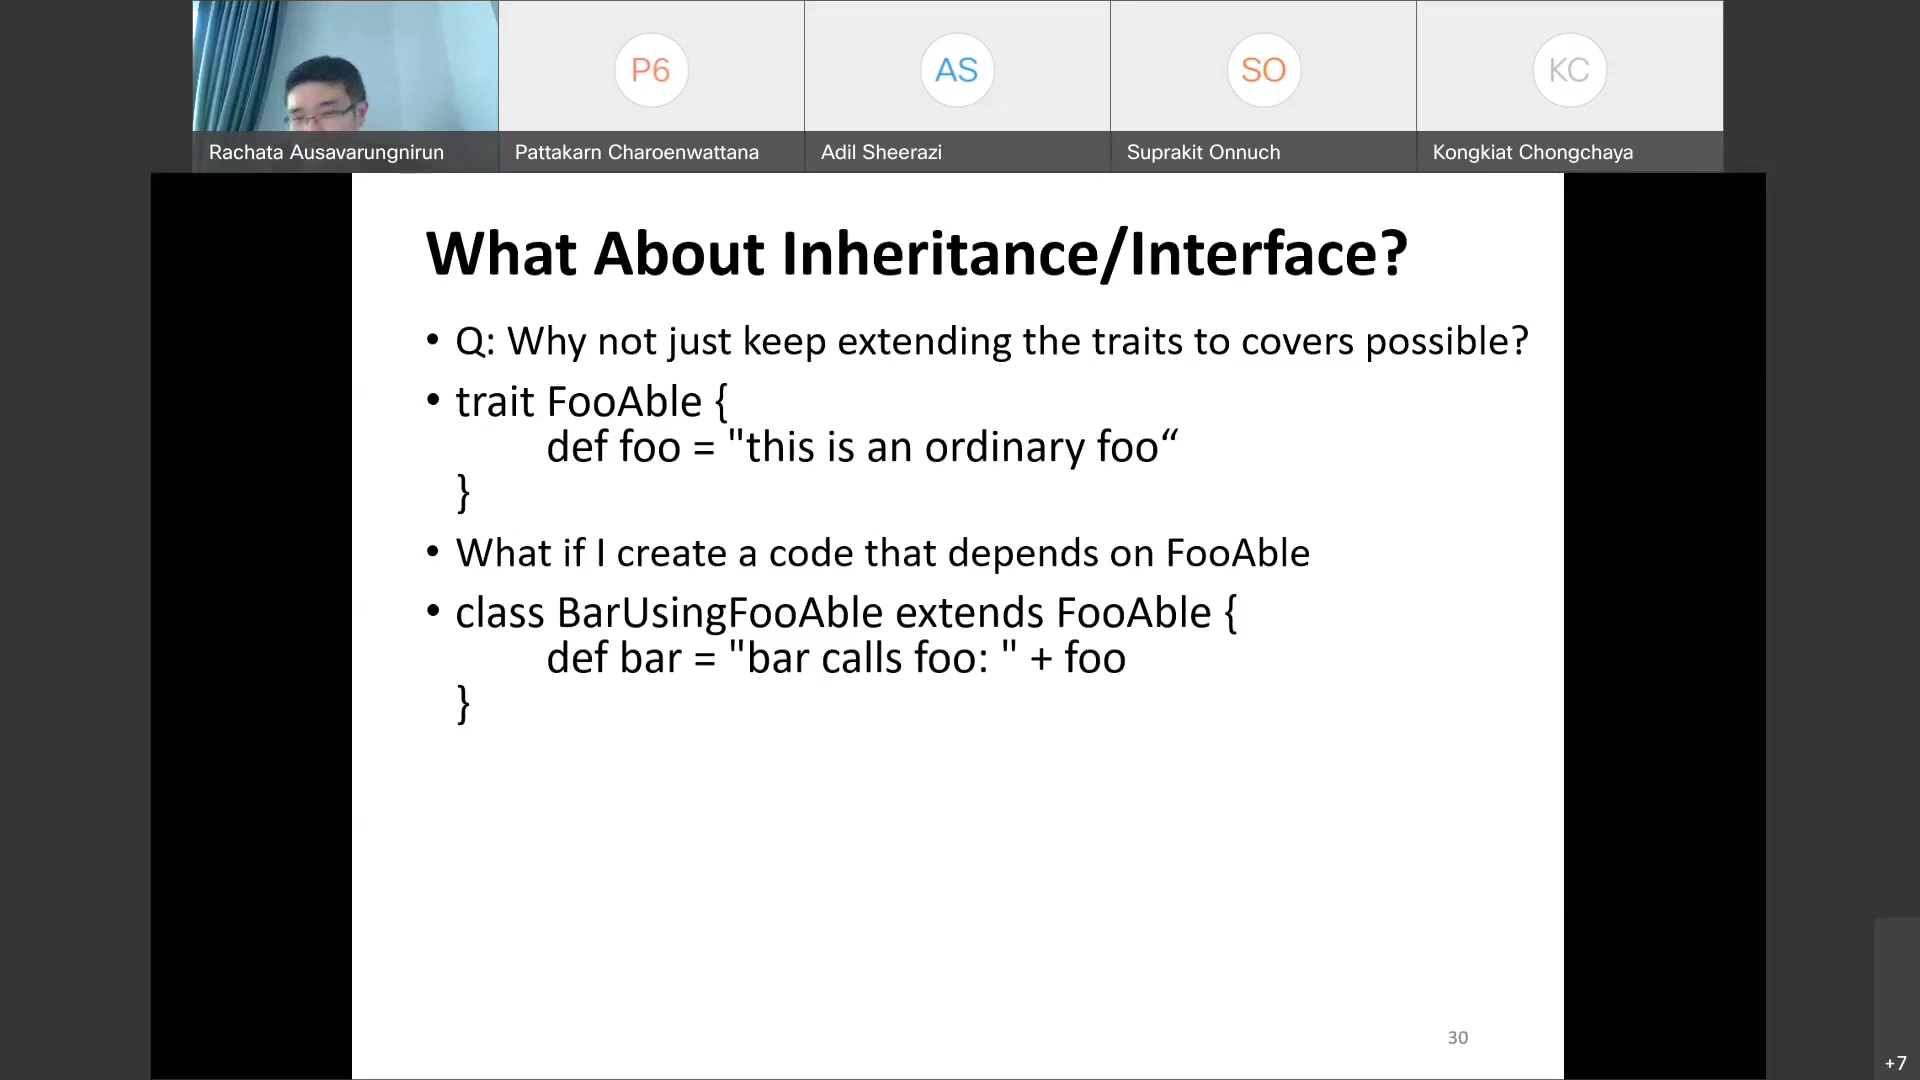 P6
AS
SO
KC
Rachata Ausavarungnirun
Pattakarn Charoenwattana
Adil Sheerazi
Suprakit Onnuch
Kongkiat Chongchaya
What About Inheritance/Interface?
• Q: Why not just keep extending the traits to covers possible?
• trait FooAble {
def foo = "this is an ordinary foo“
}
• What if I create a code that depends on FooAble
• class BarUsingFooAble extends FooAble {
def bar = "bar calls foo: " + foo
}
30
+7